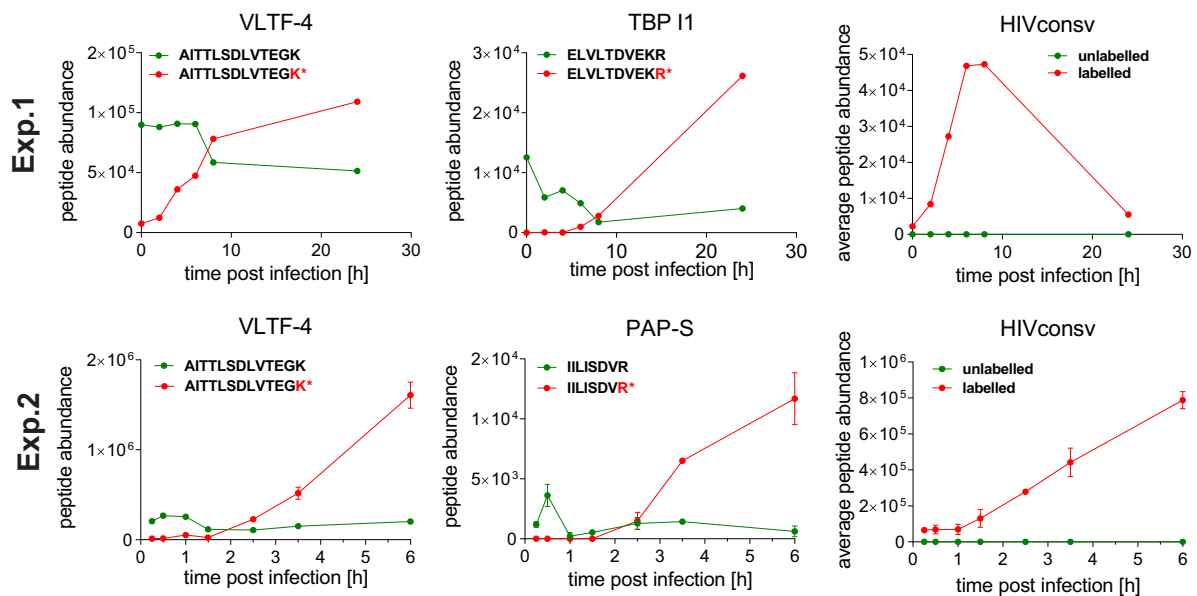 VLTF-4
TBP I1
HIVconsv
Exp.1
peptide abundance
2×10⁵
1×10⁵
5×10⁴
0
AITTLSDLVTEGK
AITTLSDLVTEGK*
0 10 20 30
time post infection [h]
peptide abundance
3×10⁴
2×10⁴
1×10⁴
0
ELVLTDVEKR
ELVLTDVEKR*
0 10 20 30
time post infection [h]
average peptide abundance
5×10⁴
4×10⁴
3×10⁴
2×10⁴
1×10⁴
0
unlabelled
labelled
0 10 20 30
time post infection [h]
VLTF-4
PAP-S
HIVconsv
Exp.2
peptide abundance
2×10⁶
1×10⁶
0
AITTLSDLVTEGK
AITTLSDLVTEGK*
0 1 2 3 4 5 6
time post infection [h]
peptide abundance
2×10⁴
1×10⁴
5×10³
0
IILISDVR
IILISDVR*
0 1 2 3 4 5 6
time post infection [h]
average peptide abundance
1×10⁶
8×10⁵
6×10⁵
4×10⁵
2×10⁵
0
unlabelled
labelled
0 1 2 3 4 5 6
time post infection [h]